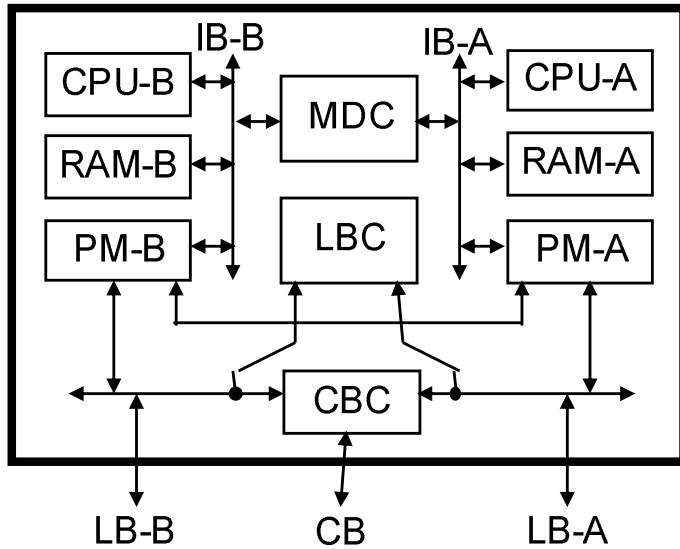 IB-B IB-A
CPU-B MDC CPU-A
RAM-B RAM-A
PM-B LBC PM-A
CBC
LB-B CB LB-A